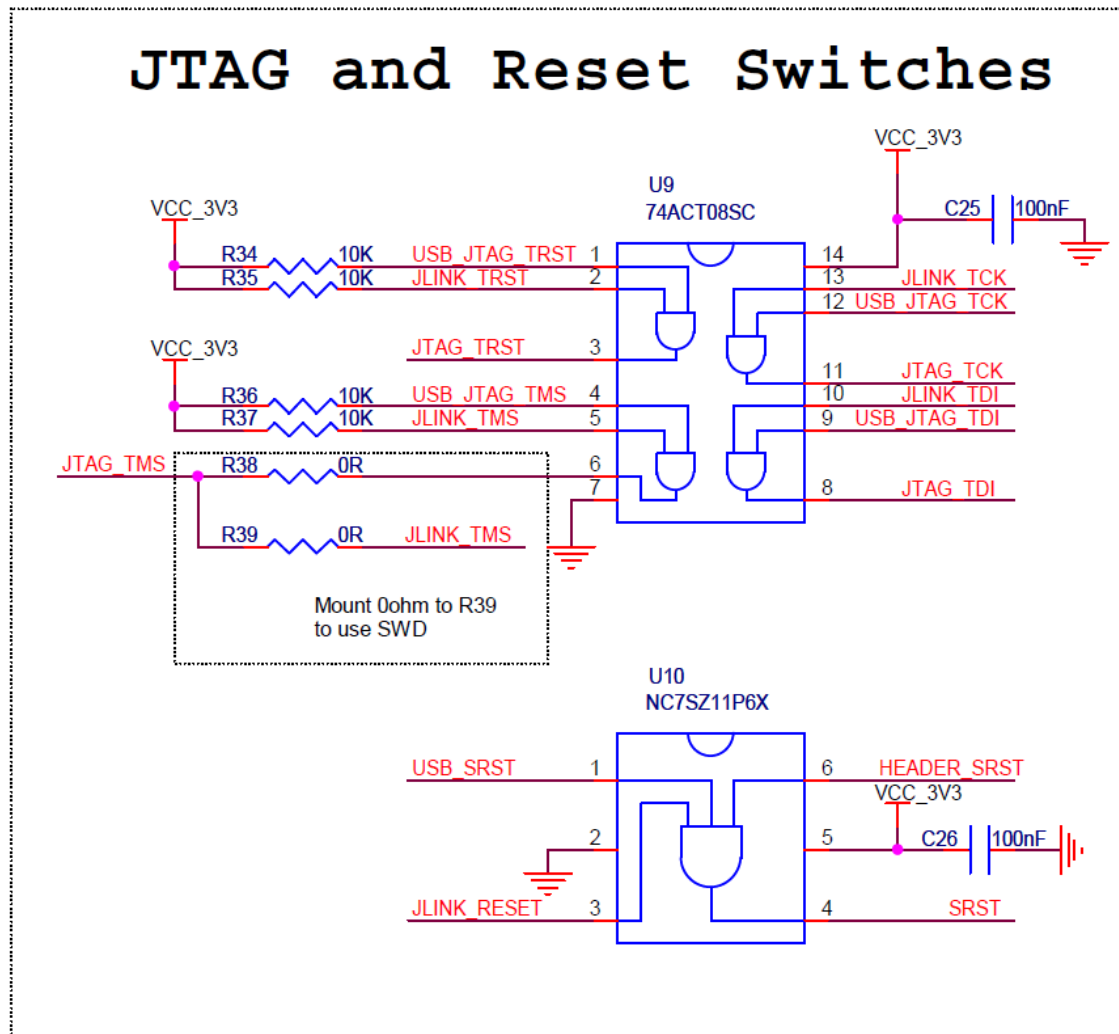 JTAG and Reset Switches
VCC_3V3
U9
74ACT08SC
C25 100nF
VCC_3V3
R34 10K USB_JTAG_TRST 1
R35 10K JLINK_TRST 2
14
13 JLINK_TCK
12 USB_JTAG_TCK
JTAG_TRST 3
VCC_3V3
11 JTAG_TCK
R36 10K USB_JTAG_TMS 4
10 JLINK_TDI
R37 10K JLINK_TMS 5
9 USB_JTAG_TDI
JTAG_TMS R38 0R 6
7
8 JTAG_TDI
R39 0R JLINK_TMS
Mount 0ohm to R39
to use SWD
U10
NC7SZ11P6X
USB_SRST 1
6 HEADER_SRST
VCC_3V3
2
5 C26 100nF
JLINK_RESET 3
4 SRST